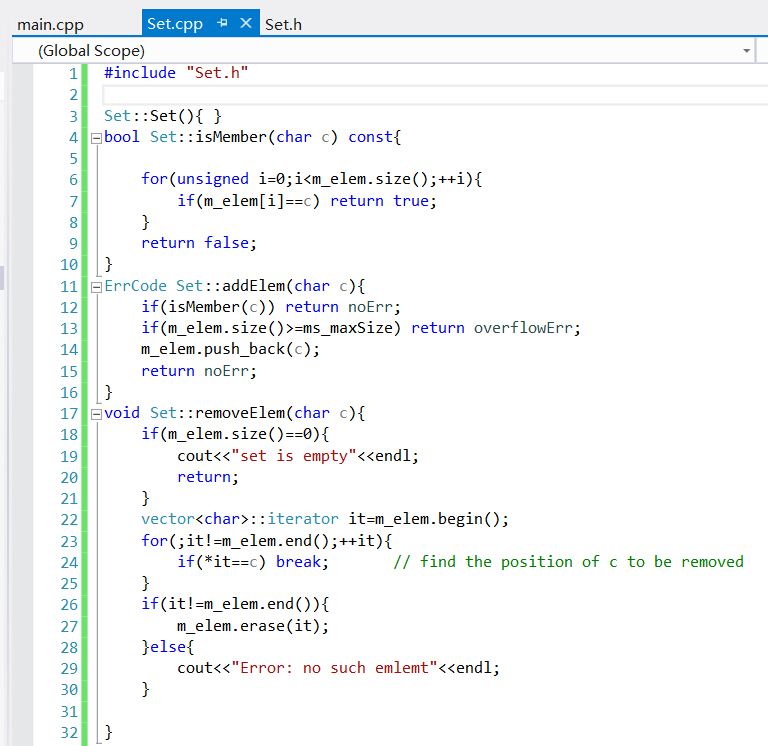 main.cpp Set.cpp Set.h
(Global Scope)
1 #include "Set.h"
2
3 Set::Set(){ }
4 bool Set::isMember(char c) const{
5
6 for(unsigned i=0;i<m_elem.size();++i){
7 if(m_elem[i]==c) return true;
8 }
9 return false;
10 }
11 ErrCode Set::addElem(char c){
12 if(isMember(c)) return noErr;
13 if(m_elem.size()>=ms_maxSize) return overflowErr;
14 m_elem.push_back(c);
15 return noErr;
16 }
17 void Set::removeElem(char c){
18 if(m_elem.size()==0){
19 cout<<"set is empty"<<endl;
20 return;
21 }
22 vector<char>::iterator it=m_elem.begin();
23 for(;it!=m_elem.end();++it){
24 if(*it==c) break; // find the position of c to be removed
25 }
26 if(it!=m_elem.end()){
27 m_elem.erase(it);
28 }else{
29 cout<<"Error: no such emlemt"<<endl;
30 }
31
32 }